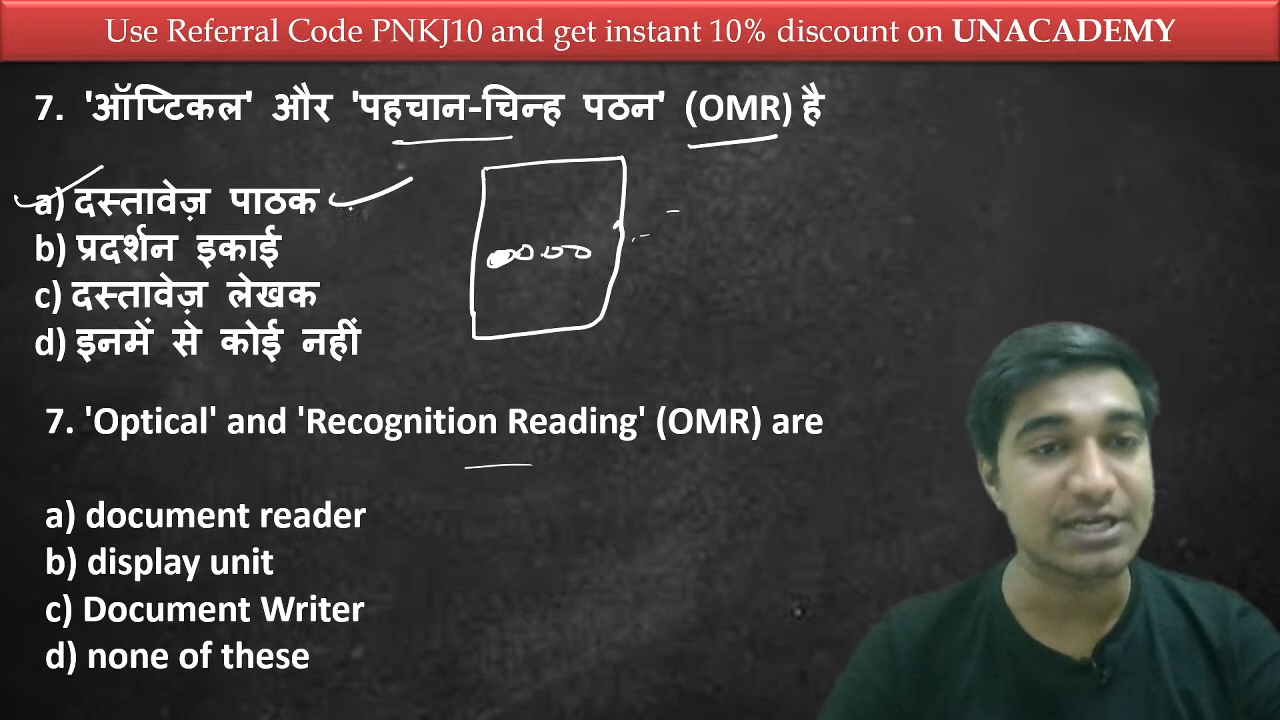 Use Referral Code PNKJ10 and get instant 10% discount on UNACADEMY
7. 'ऑप्टिकल' और 'पहचान-चिन्ह पठन' (OMR) है
a) दस्तावेज़ पाठक
b) प्रदर्शन इकाई
c) दस्तावेज़ लेखक
d) इनमें से कोई नहीं
7. 'Optical' and 'Recognition Reading' (OMR) are
a) document reader
b) display unit
c) Document Writer
d) none of these